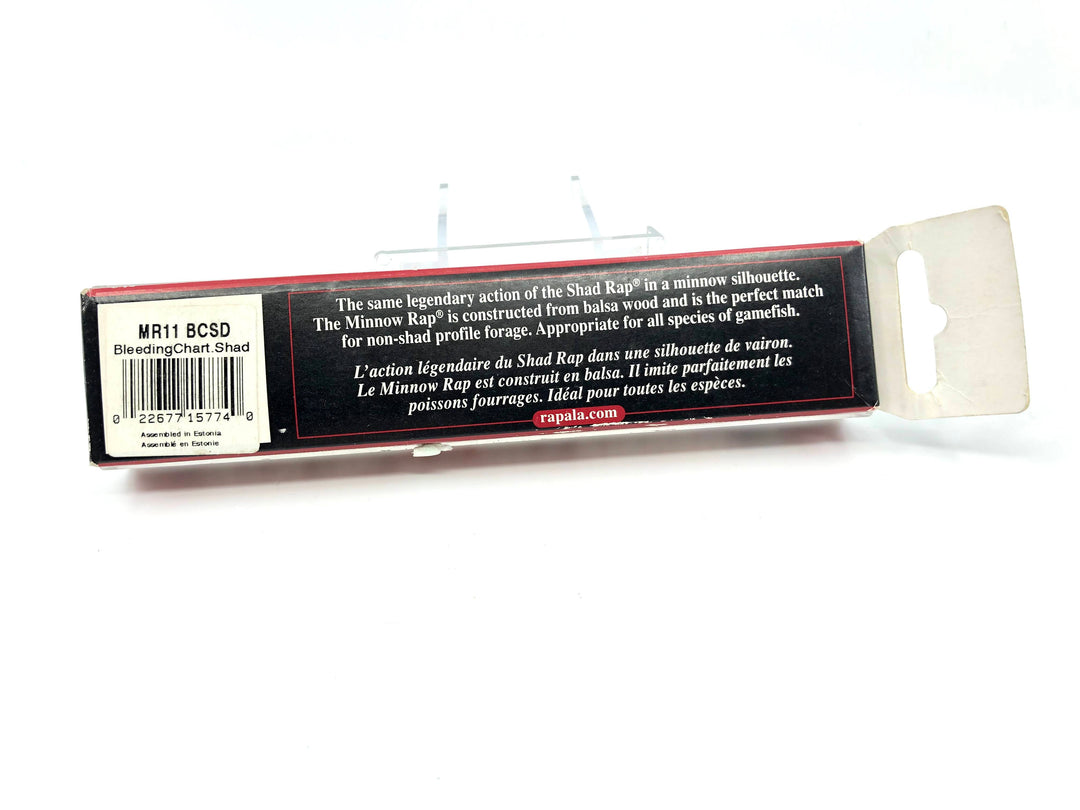 MR11 BCSD
BleedingChart.Shad
0 22677 15774 0
Assembled in Estonia
Assemblé en Estonie
The same legendary action of the Shad Rap® in a minnow silhouette.
The Minnow Rap® is constructed from balsa wood and is the perfect match
for non-shad profile forage. Appropriate for all species of gamefish.
L'action légendaire du Shad Rap dans une silhouette de vairon.
Le Minnow Rap est construit en balsa. Il imite parfaitement les
poissons fourrages. Idéal pour toutes les espèces.
rapala.com